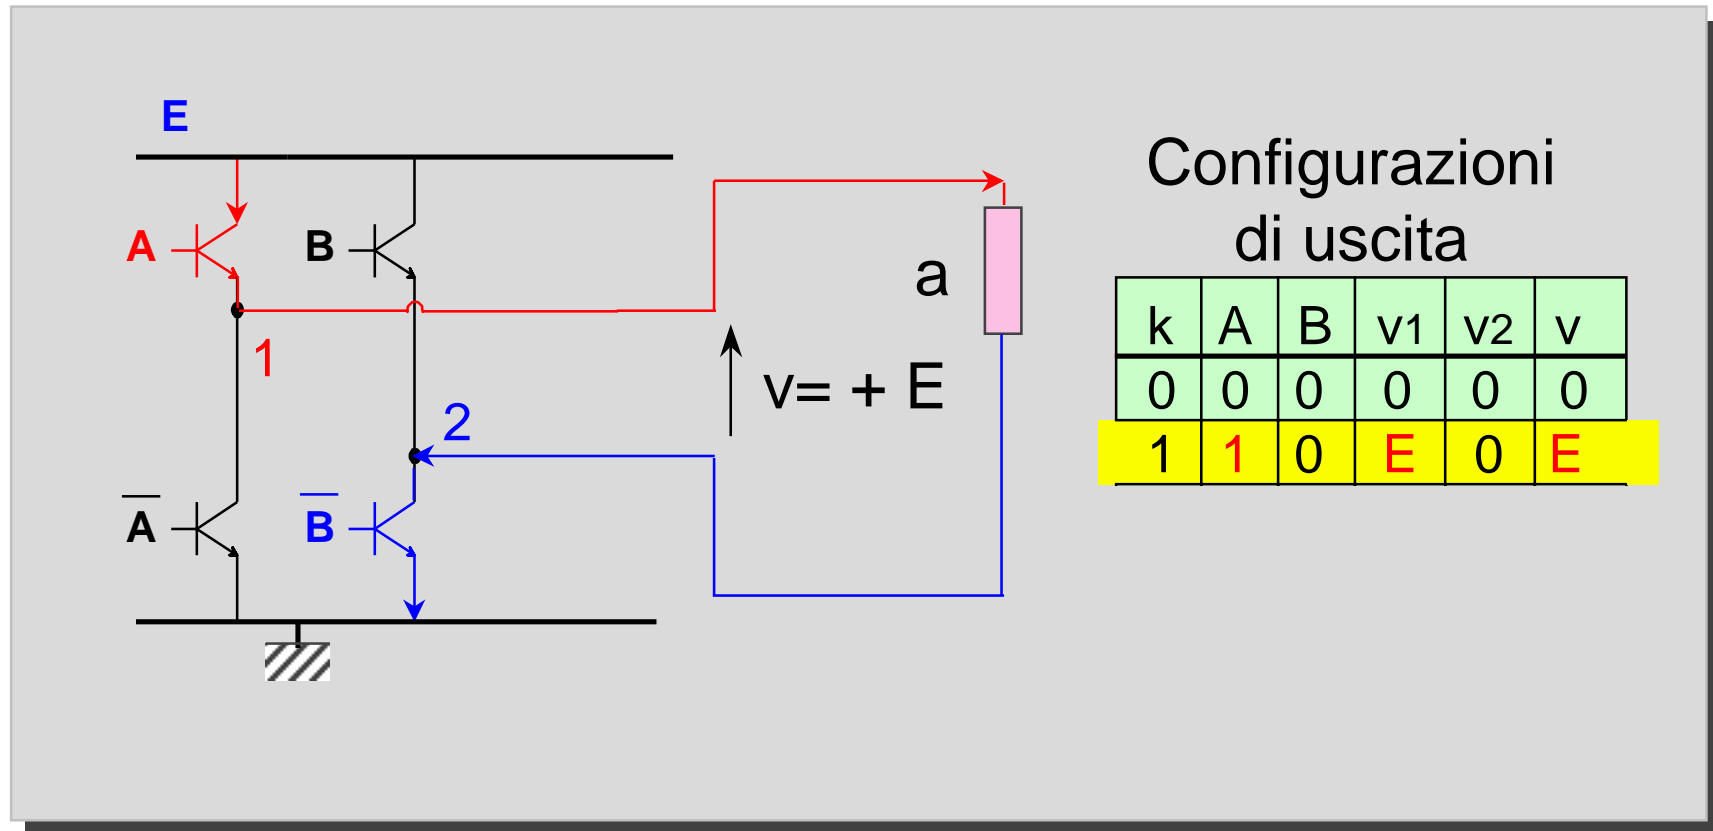 E
Configurazioni
di uscita
A B
a
k A B v1 v2 v
0 0 0 0 0 0
1 1 0 E 0 E
1
v= + E
2
A̅ B̅